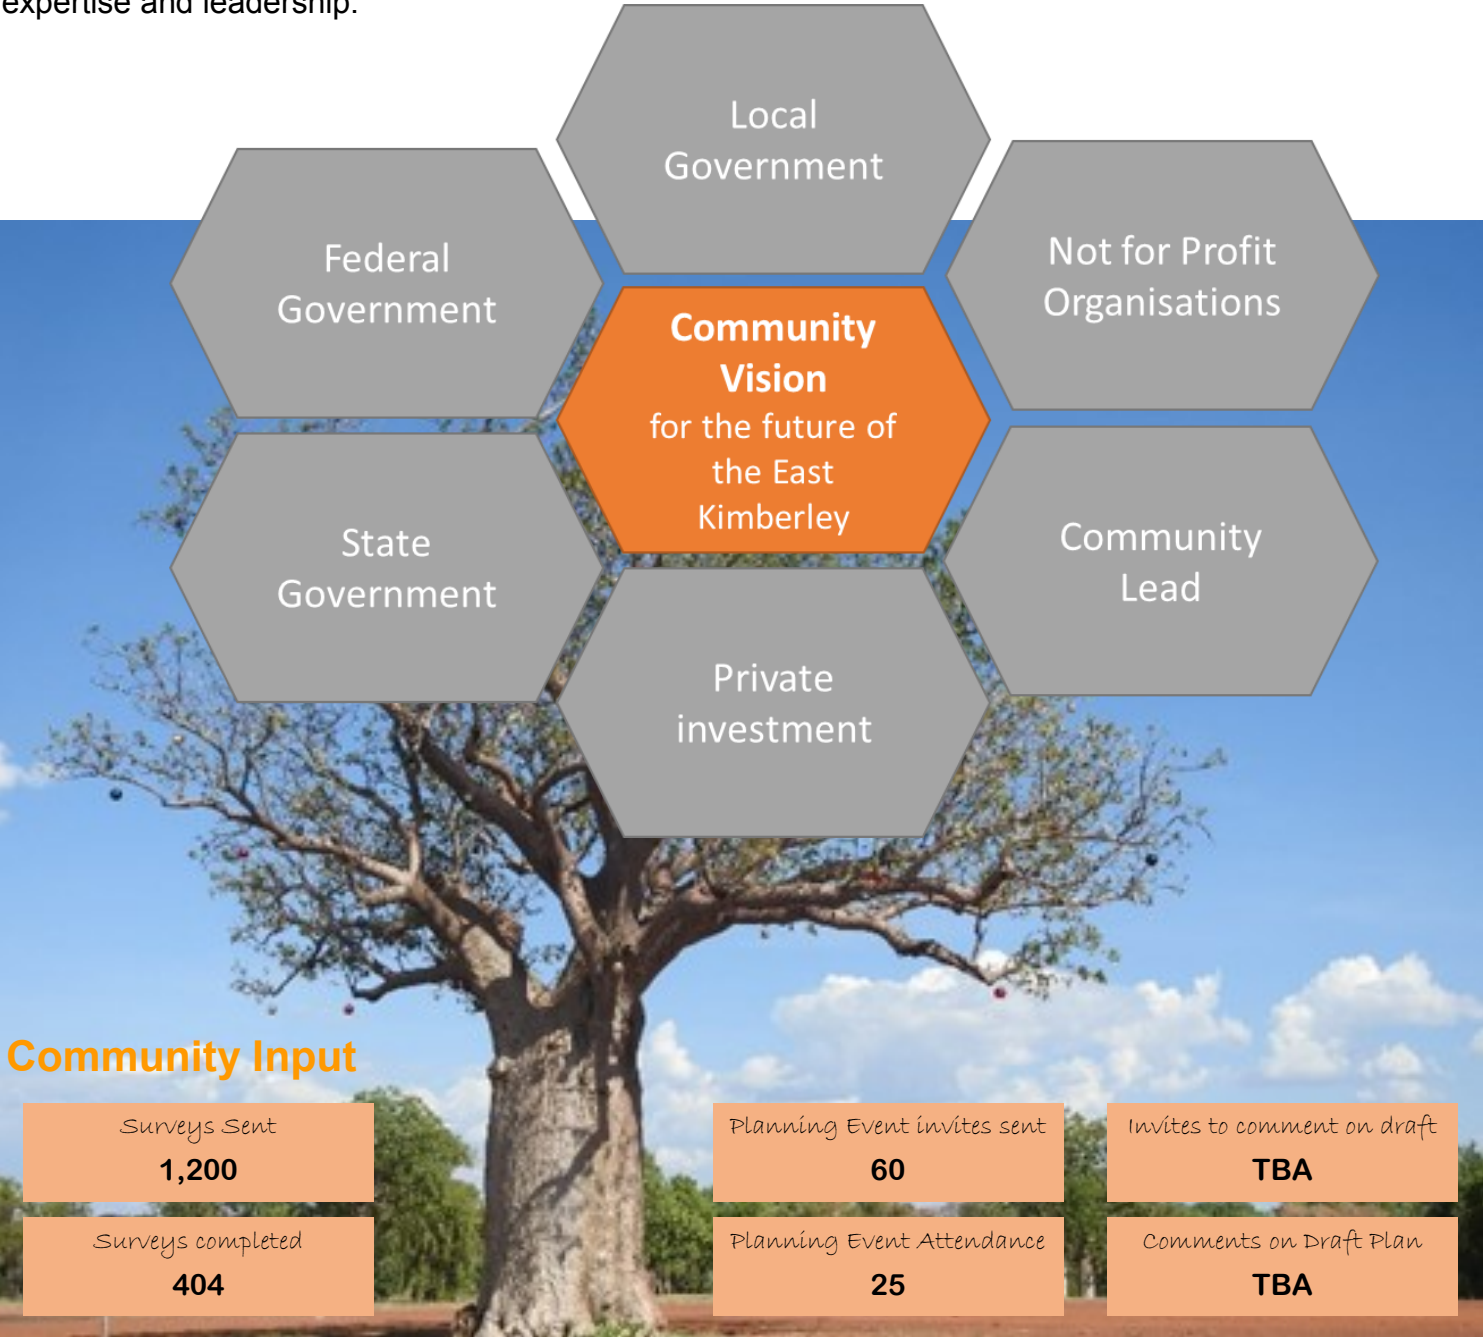 expertise and leadership.
Local
Government
Federal
Government
Not for Profit
Organisations
Community
Vision
for the future of
the East
Kimberley
State
Government
Community
Lead
Private
investment
Community Input
Surveys Sent
1,200
Planning Event invites sent
60
Invites to comment on draft
TBA
Surveys completed
404
Planning Event Attendance
25
Comments on Draft Plan
TBA